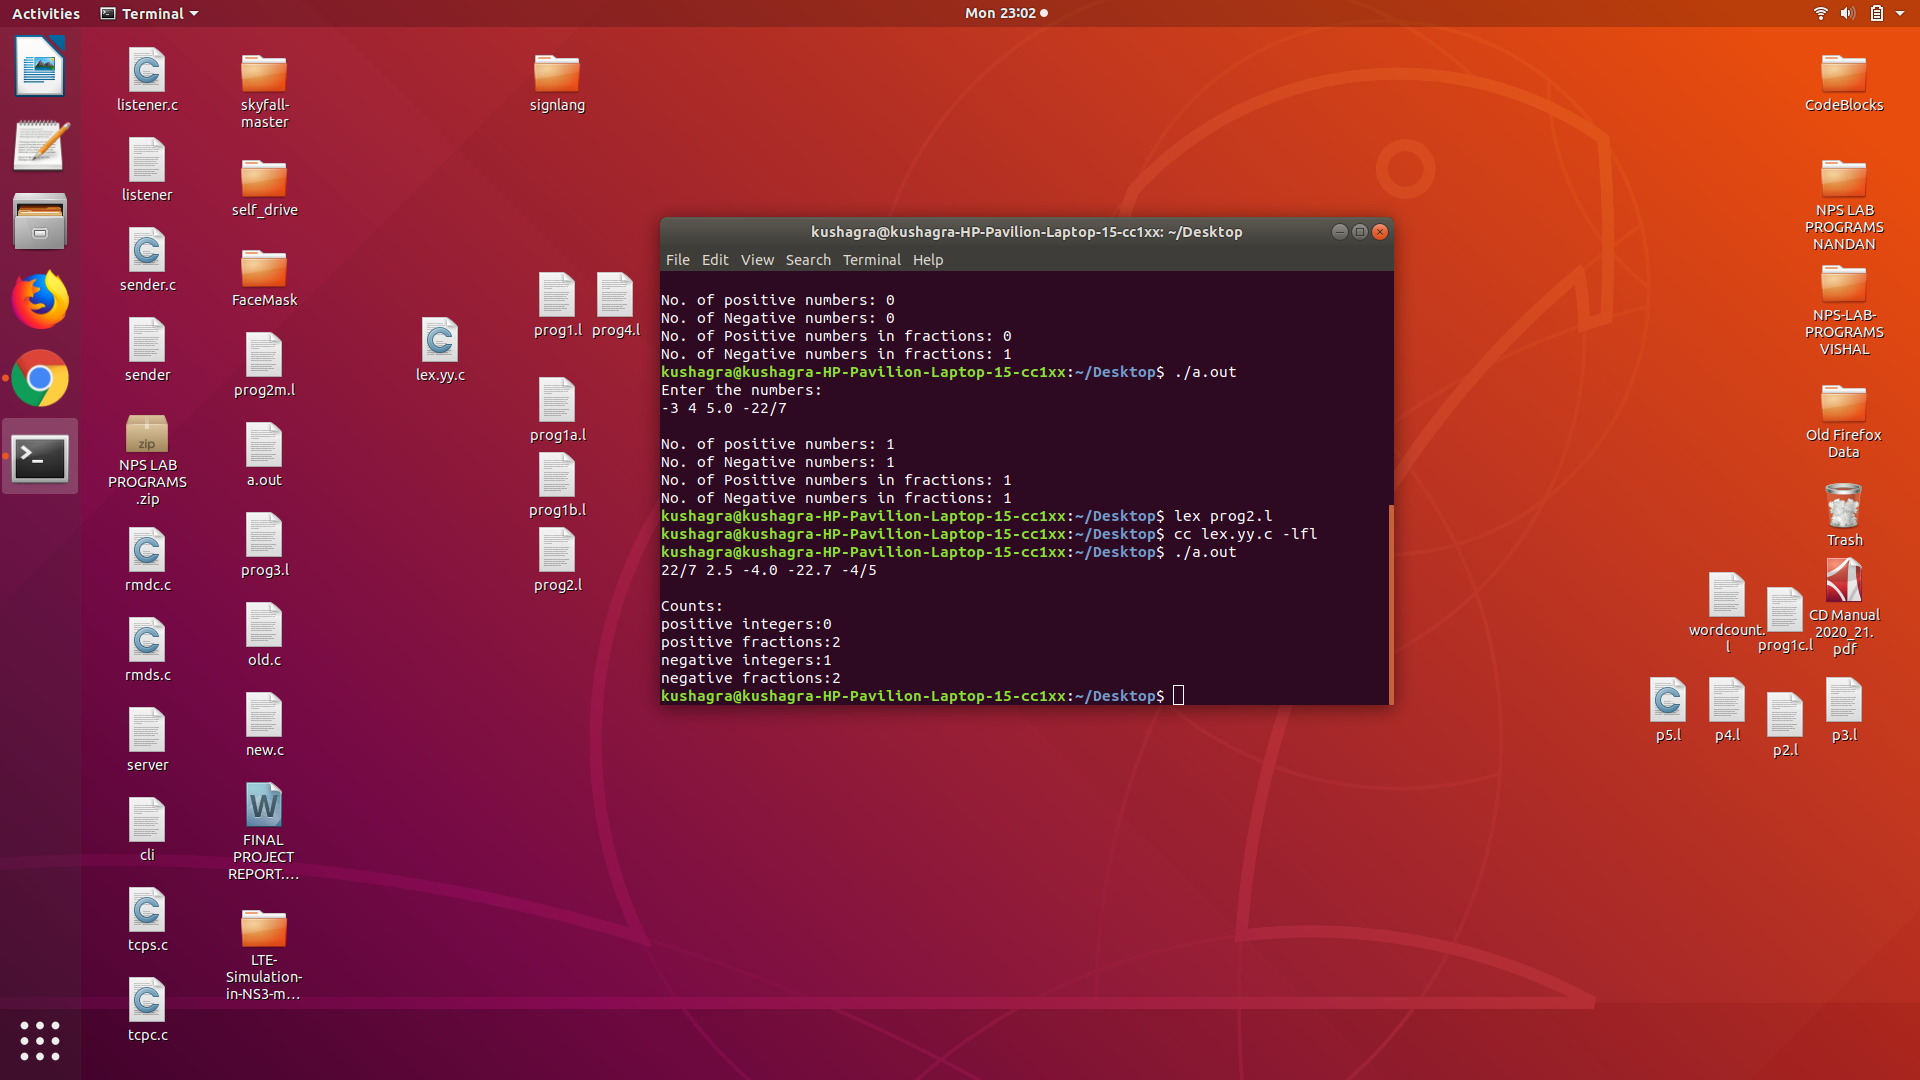 Activities
Terminal
Mon 23:02
listener.c
listener
sender.c
sender
zip
NPS LAB
PROGRAMS
.zip
rmdc.c
rmds.c
server
cli
tcps.c
tcpc.c
skyfall-
master
self_drive
FaceMask
prog2m.l
a.out
prog3.l
old.c
new.c
W
FINAL
PROJECT
REPORT....
LTE-
Simulation-
in-NS3-m...
lex.yy.c
signlang
prog1.l
prog4.l
prog1a.l
prog1b.l
prog2.l
kushagra@kushagra-HP-Pavilion-Laptop-15-cc1xx: ~/Desktop
File Edit View Search Terminal Help
No. of positive numbers: 0
No. of Negative numbers: 0
No. of Positive numbers in fractions: 0
No. of Negative numbers in fractions: 1
kushagra@kushagra-HP-Pavilion-Laptop-15-cc1xx:~/Desktop$ ./a.out
Enter the numbers:
-3 4 5.0 -22/7
No. of positive numbers: 1
No. of Negative numbers: 1
No. of Positive numbers in fractions: 1
No. of Negative numbers in fractions: 1
kushagra@kushagra-HP-Pavilion-Laptop-15-cc1xx:~/Desktop$ lex prog2.l
kushagra@kushagra-HP-Pavilion-Laptop-15-cc1xx:~/Desktop$ cc lex.yy.c -lfl
kushagra@kushagra-HP-Pavilion-Laptop-15-cc1xx:~/Desktop$ ./a.out
22/7 2.5 -4.0 -22.7 -4/5
Counts:
positive integers:0
positive fractions:2
negative integers:1
negative fractions:2
kushagra@kushagra-HP-Pavilion-Laptop-15-cc1xx:~/Desktop$
CodeBlocks
NPS LAB
PROGRAMS
NANDAN
NPS-LAB-
PROGRAMS
VISHAL
Old Firefox
Data
Trash
wordcount.
l
prog1c.l
CD Manual
2020_21.
pdf
p5.l
p4.l
p2.l
p3.l